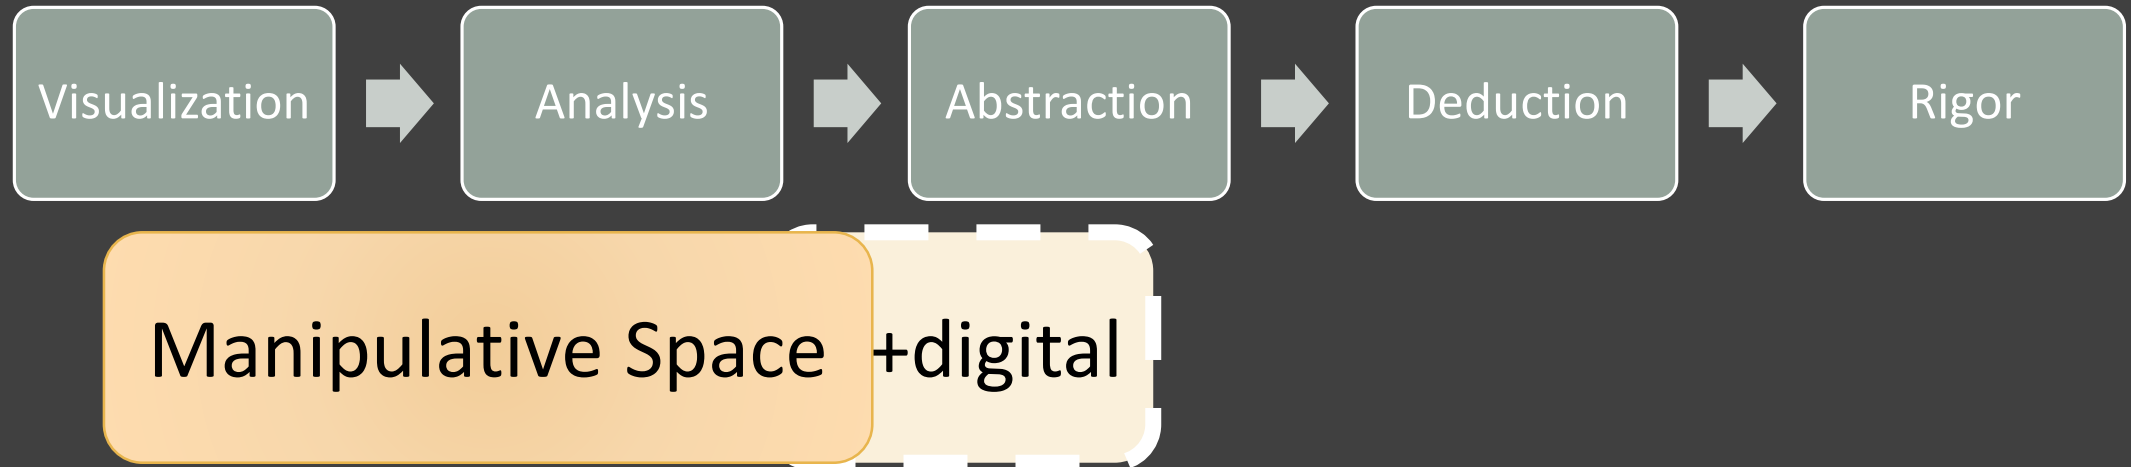 Visualization
Analysis
Abstraction
Deduction
Rigor
Manipulative Space
+digital